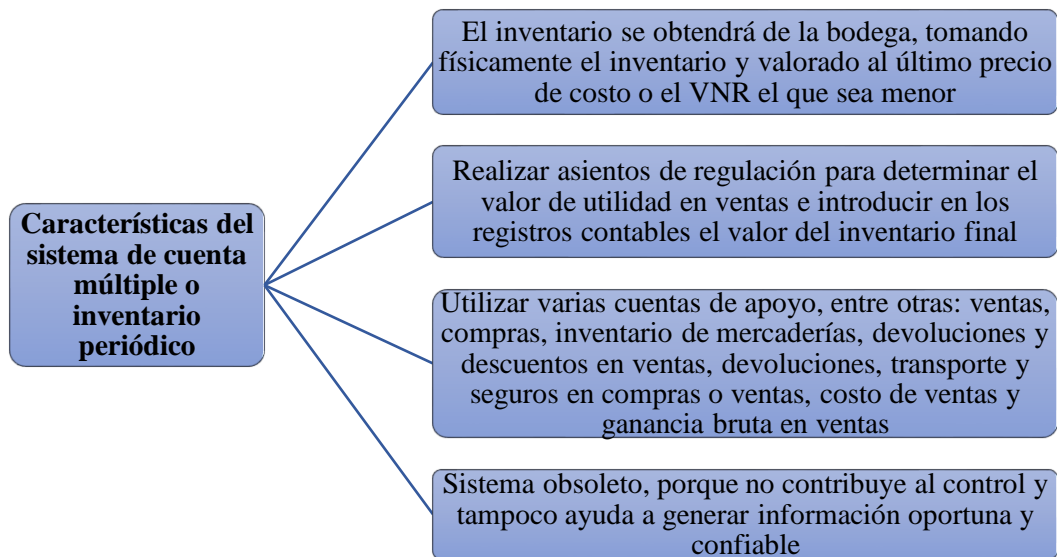 El inventario se obtendrá de la bodega, tomando
físicamente el inventario y valorado al último precio
de costo o el VNR el que sea menor
Realizar asientos de regulación para determinar el
valor de utilidad en ventas e introducir en los
registros contables el valor del inventario final
Características del
sistema de cuenta
múltiple o
inventario
periódico
Utilizar varias cuentas de apoyo, entre otras: ventas,
compras, inventario de mercaderías, devoluciones y
descuentos en ventas, devoluciones, transporte y
seguros en compras o ventas, costo de ventas y
ganancia bruta en ventas
Sistema obsoleto, porque no contribuye al control y
tampoco ayuda a generar información oportuna y
confiable